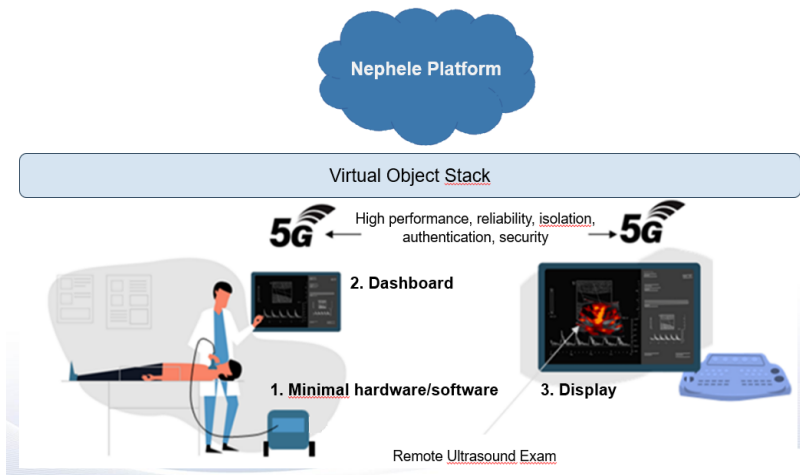 Nephele Platform
Virtual Object Stack
5G
High performance, reliability, isolation,
authentication, security
5G
2. Dashboard
1. Minimal hardware/software
3. Display
Remote Ultrasound Exam